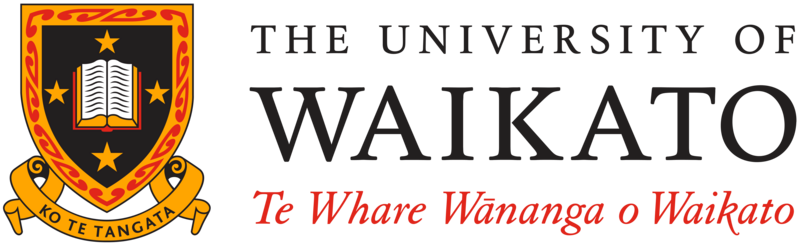 THE UNIVERSITY OF
WAIKATO
Te Whare Wānanga o Waikato
KO TE TANGATA